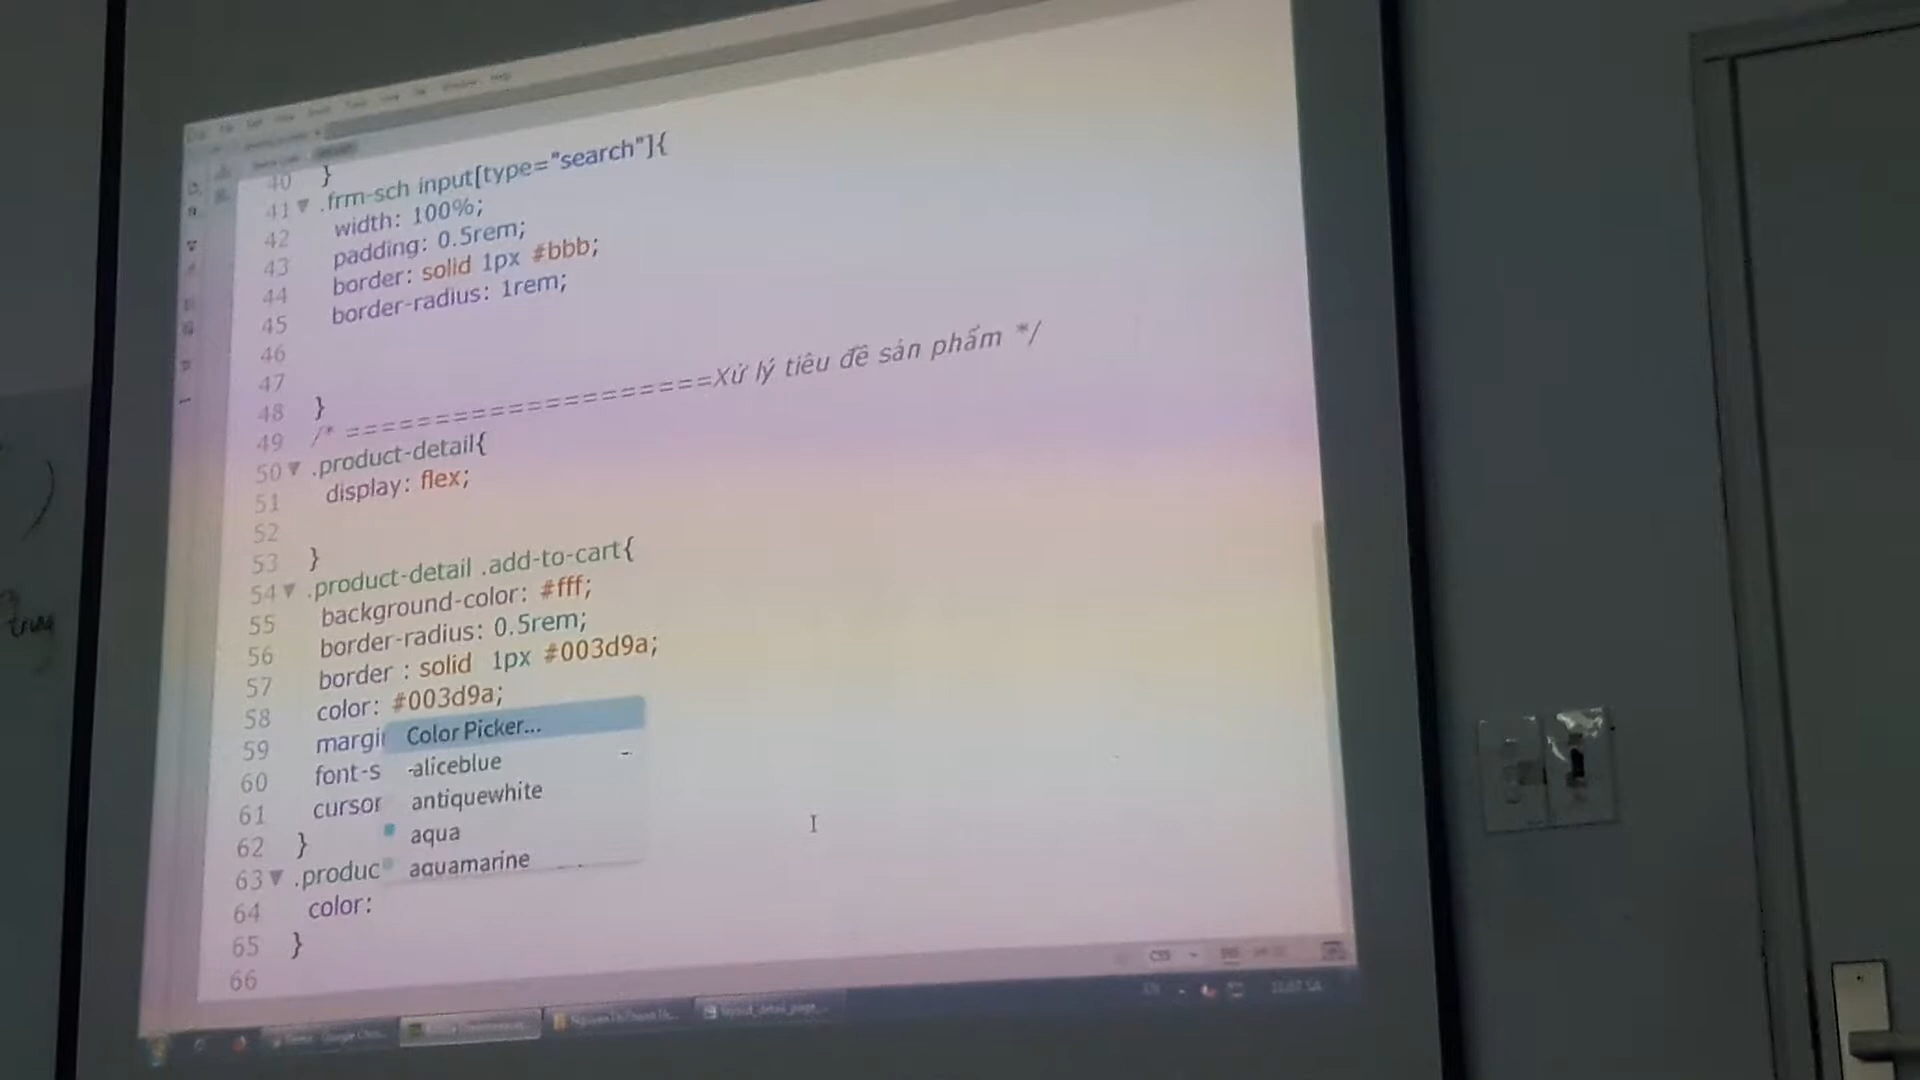 40 }
41 .frm-sch input[type="search"]{
42 width: 100%;
43 padding: 0.5rem;
44 border: solid 1px #bbb;
45 border-radius: 1rem;
46
47
48 }
49 /* ====================Xử lý tiêu đề sản phẩm */
50 .product-detail{
51 display: flex;
52
53 }
54 .product-detail .add-to-cart{
55 background-color: #fff;
56 border-radius: 0.5rem;
57 border : solid 1px #003d9a;
58 color: #003d9a;
59 margi
60 font-s
61 cursor
62 }
63 .produc
64 color:
65 }
66
Color Picker...
aliceblue
antiquewhite
aqua
aquamarine
CSS
trung